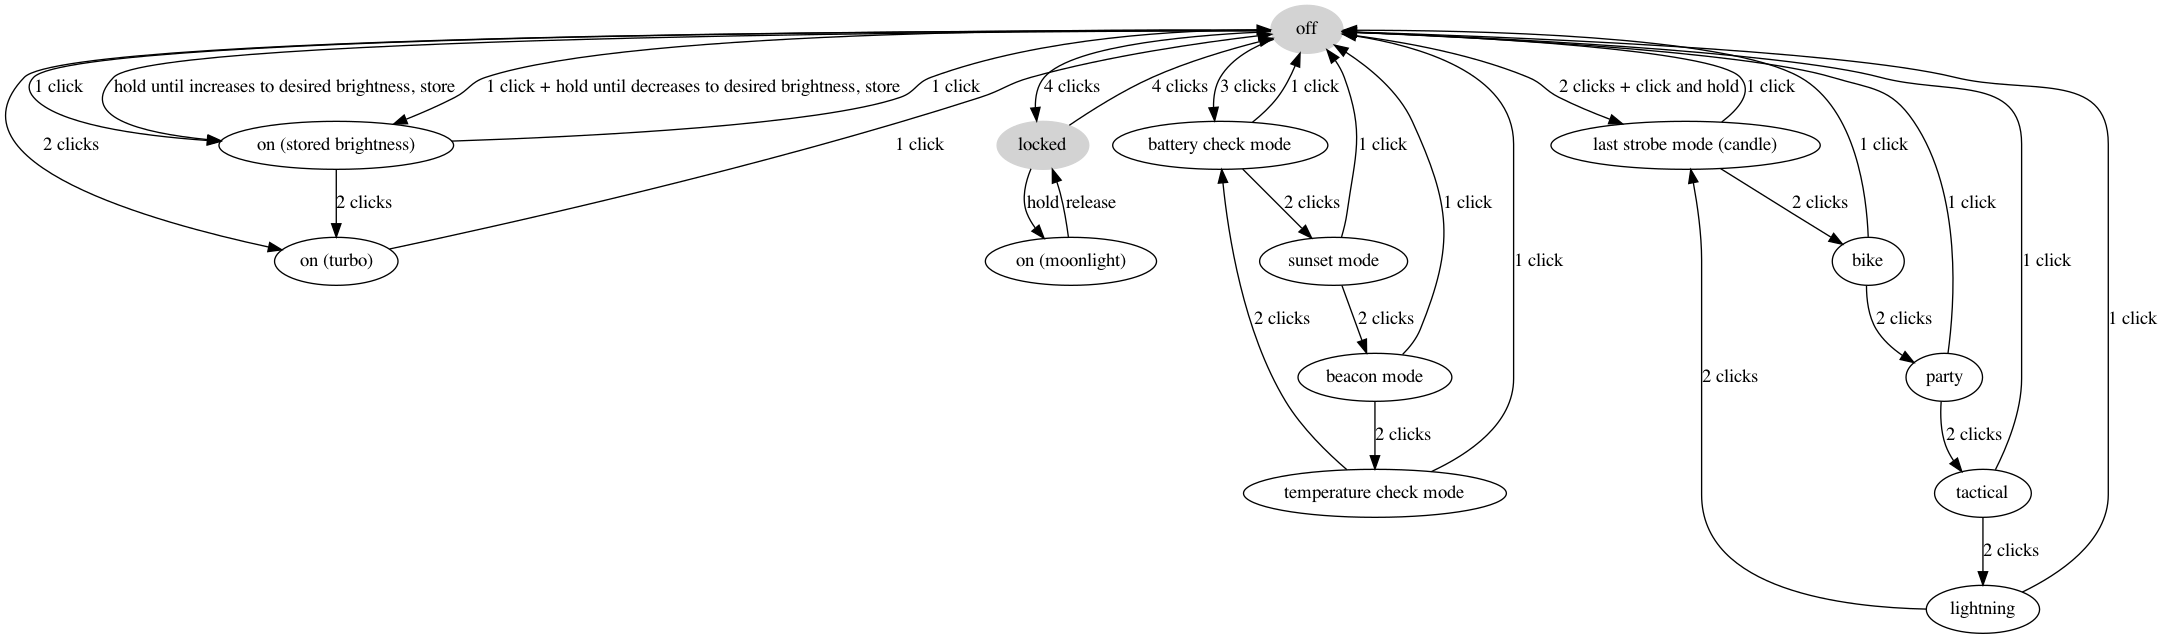 off
1 click
hold until increases to desired brightness, store
1 click + hold until decreases to desired brightness, store
1 click
4 clicks
4 clicks
3 clicks
1 click
2 clicks + click and hold
1 click
2 clicks
on (stored brightness)
1 click
locked
battery check mode
1 click
last strobe mode (candle)
1 click
2 clicks
hold
release
2 clicks
1 click
2 clicks
1 click
on (turbo)
on (moonlight)
sunset mode
1 click
bike
1 click
2 clicks
2 clicks
2 clicks
1 click
beacon mode
2 clicks
party
2 clicks
2 clicks
temperature check mode
tactical
2 clicks
lightning